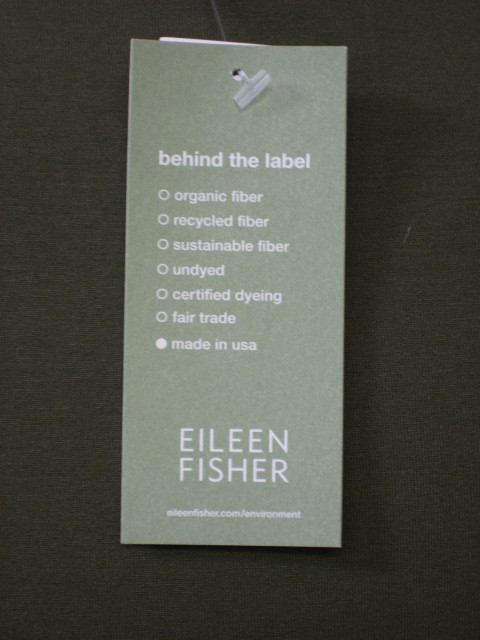 behind the label
organic fiber
recycled fiber
sustainable fiber
undyed
certified dyeing
fair trade
made in usa
EILEEN
FISHER
eileenfisher.com/environment